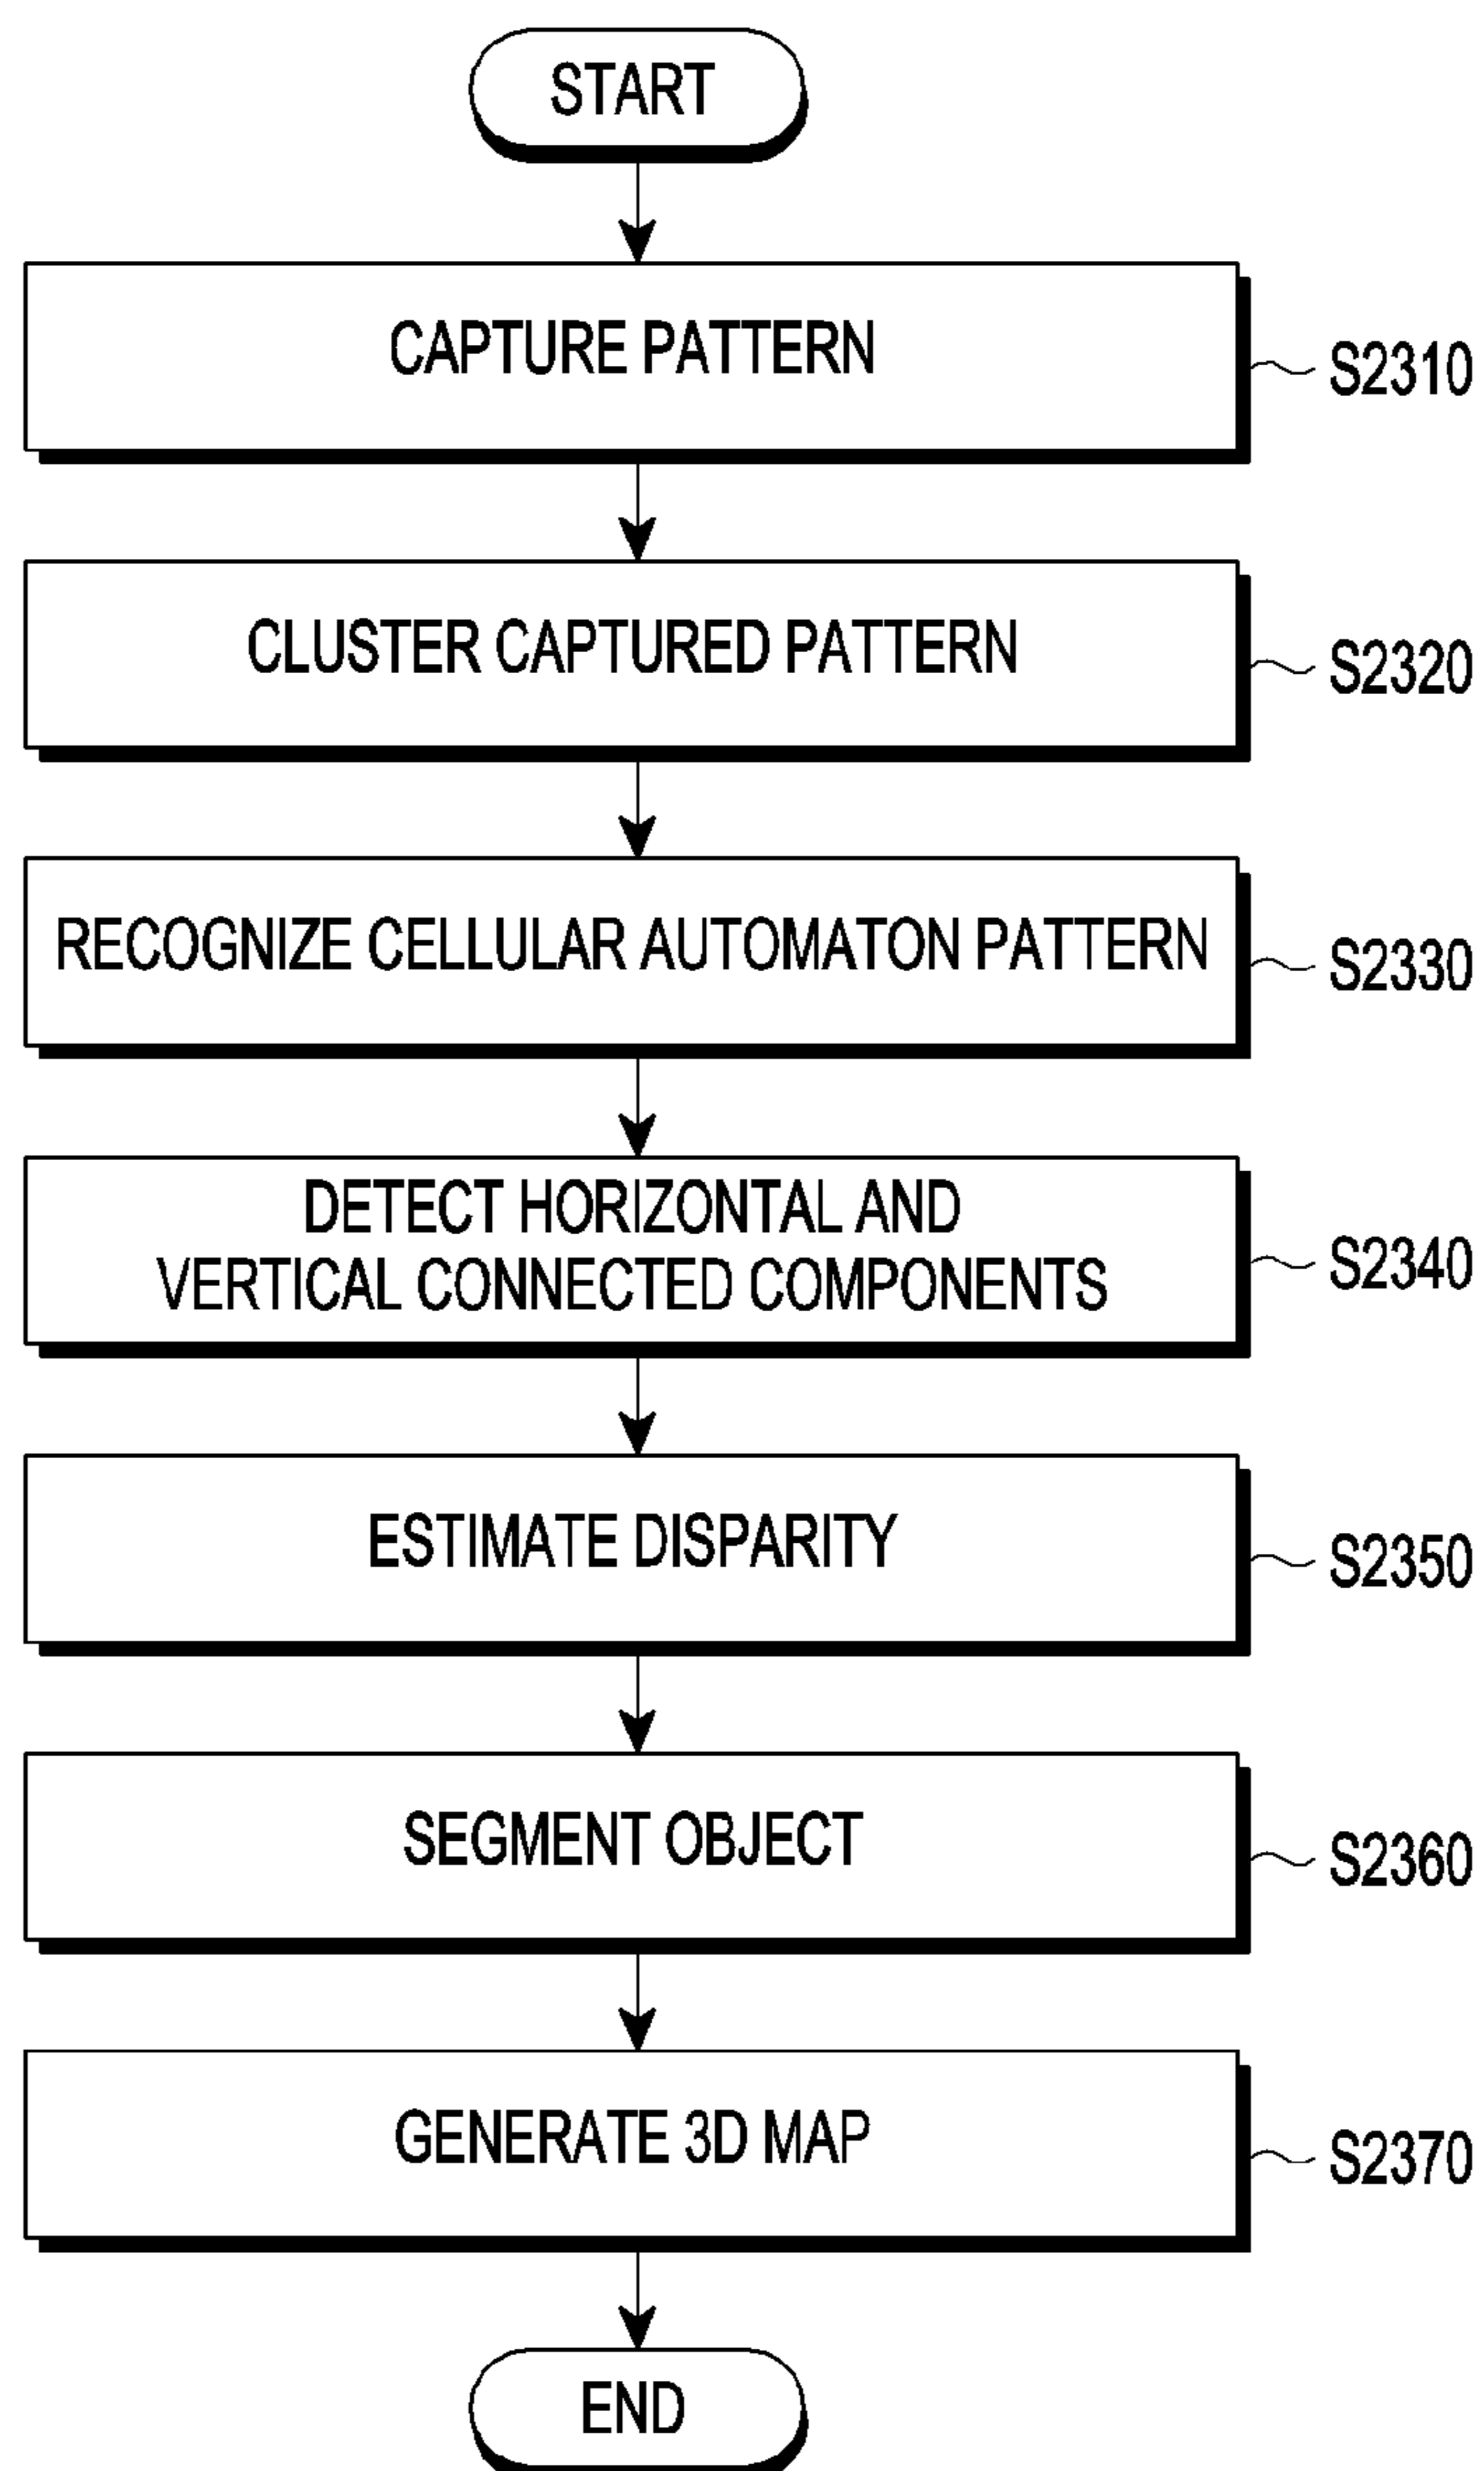 START
CAPTURE PATTERN
S2310
CLUSTER CAPTURED PATTERN
S2320
RECOGNIZE CELLULAR AUTOMATON PATTERN
S2330
DETECT HORIZONTAL AND
VERTICAL CONNECTED COMPONENTS
S2340
ESTIMATE DISPARITY
S2350
SEGMENT OBJECT
S2360
GENERATE 3D MAP
S2370
END